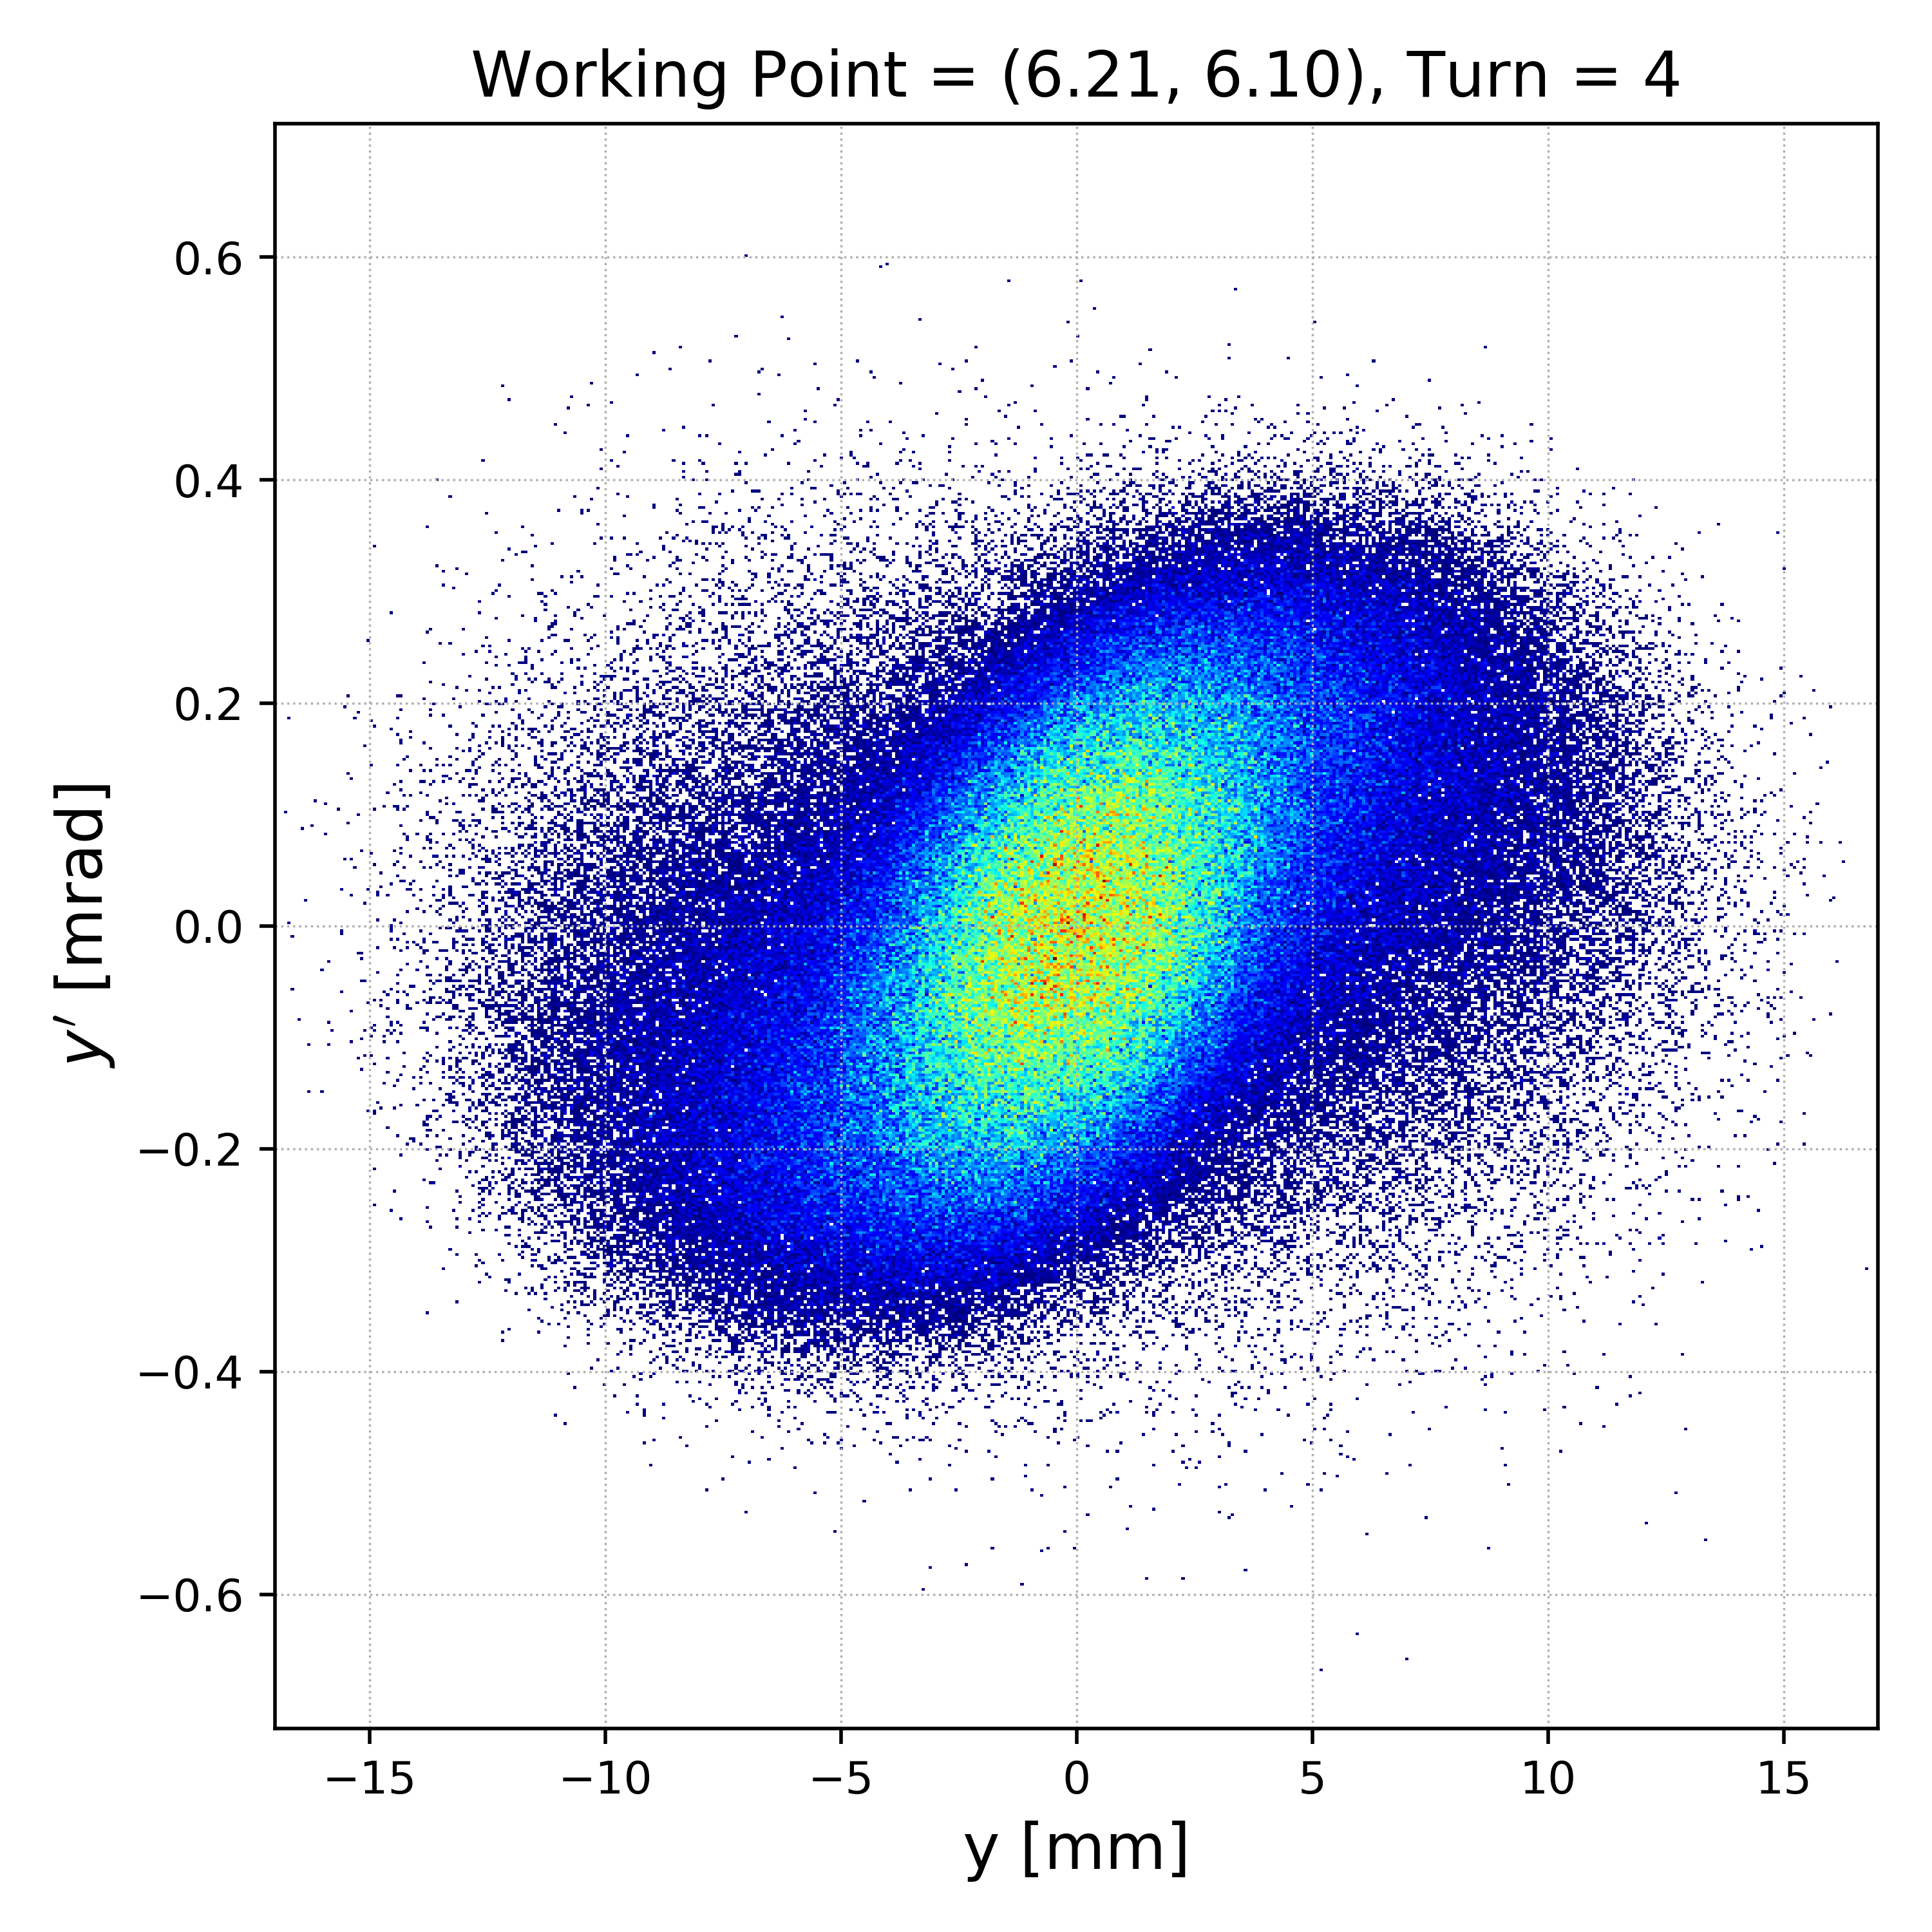 Working Point = (6.21, 6.10), Turn = 4
0.6
0.4
0.2
0.0
−0.2
−0.4
−0.6
y′ [mrad]
−15 −10 −5 0 5 10 15
y [mm]